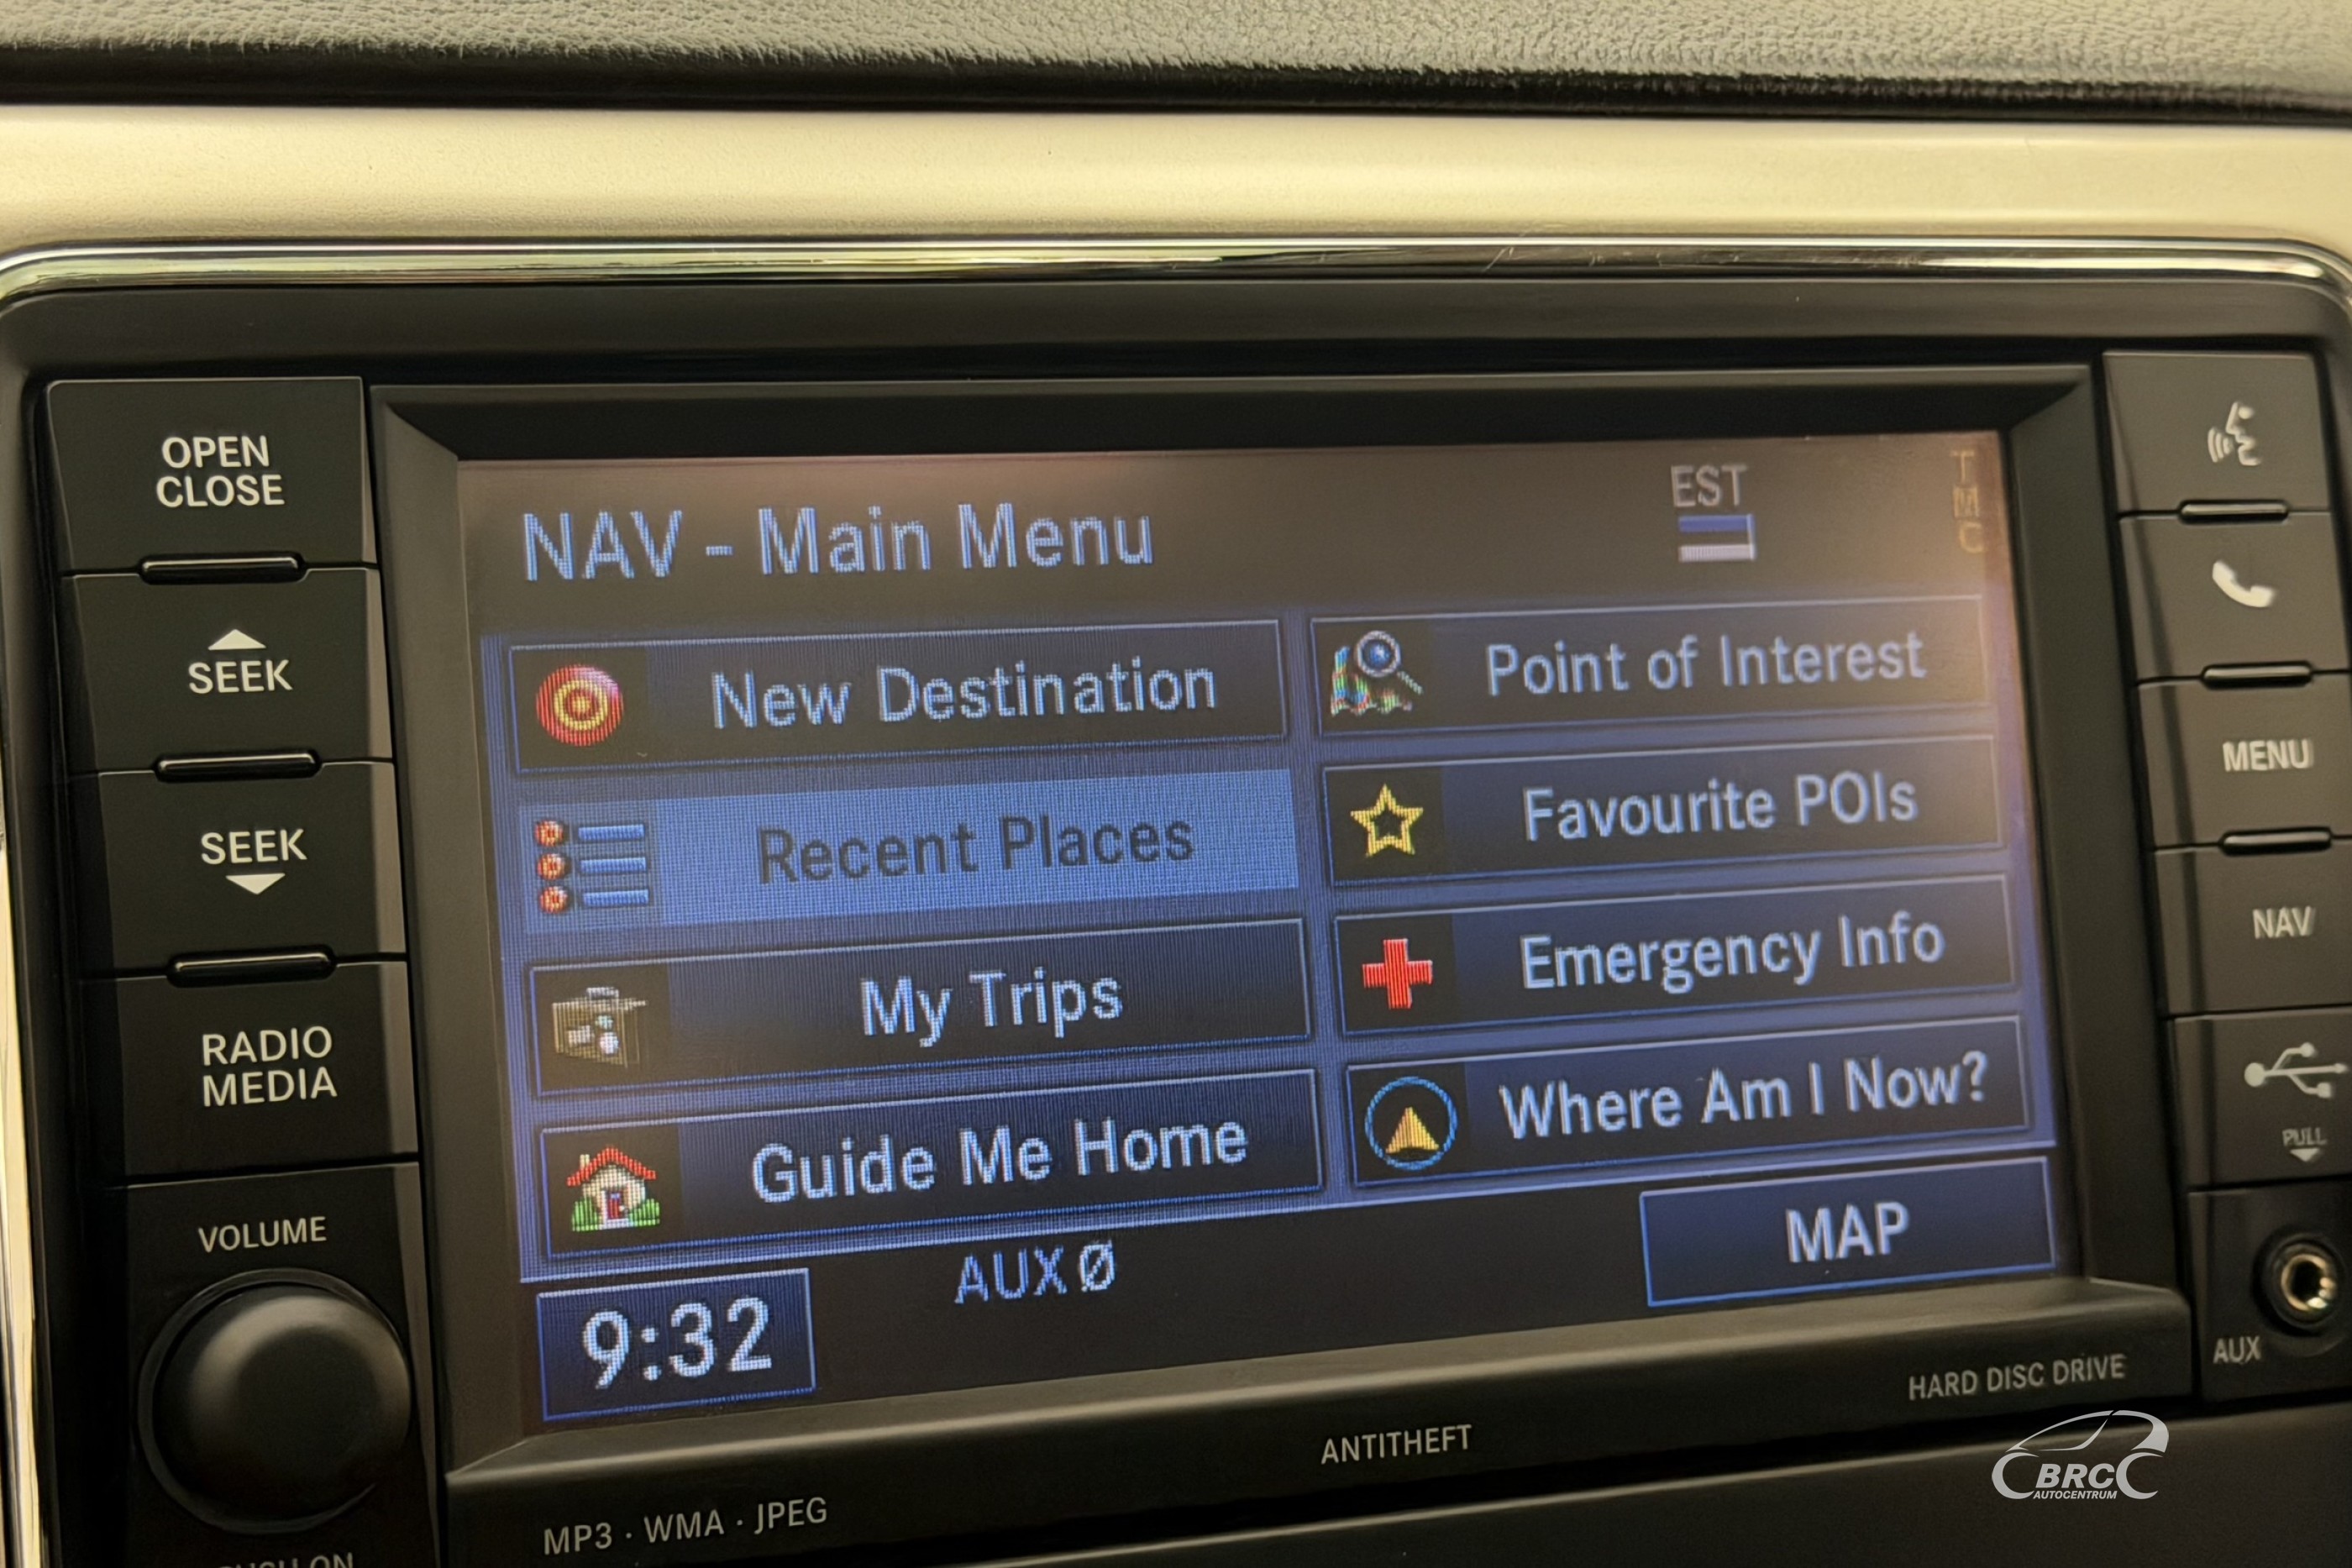 OPEN
CLOSE
SEEK
SEEK
RADIO
MEDIA
VOLUME
NAV - Main Menu
EST
TMC
New Destination
Point of Interest
Recent Places
Favourite POIs
My Trips
Emergency Info
Guide Me Home
Where Am I Now?
9:32
AUX Ø
MAP
MENU
NAV
PULL
AUX
HARD DISC DRIVE
ANTITHEFT
MP3 · WMA · JPEG
BRC
AUTOCENTRUM